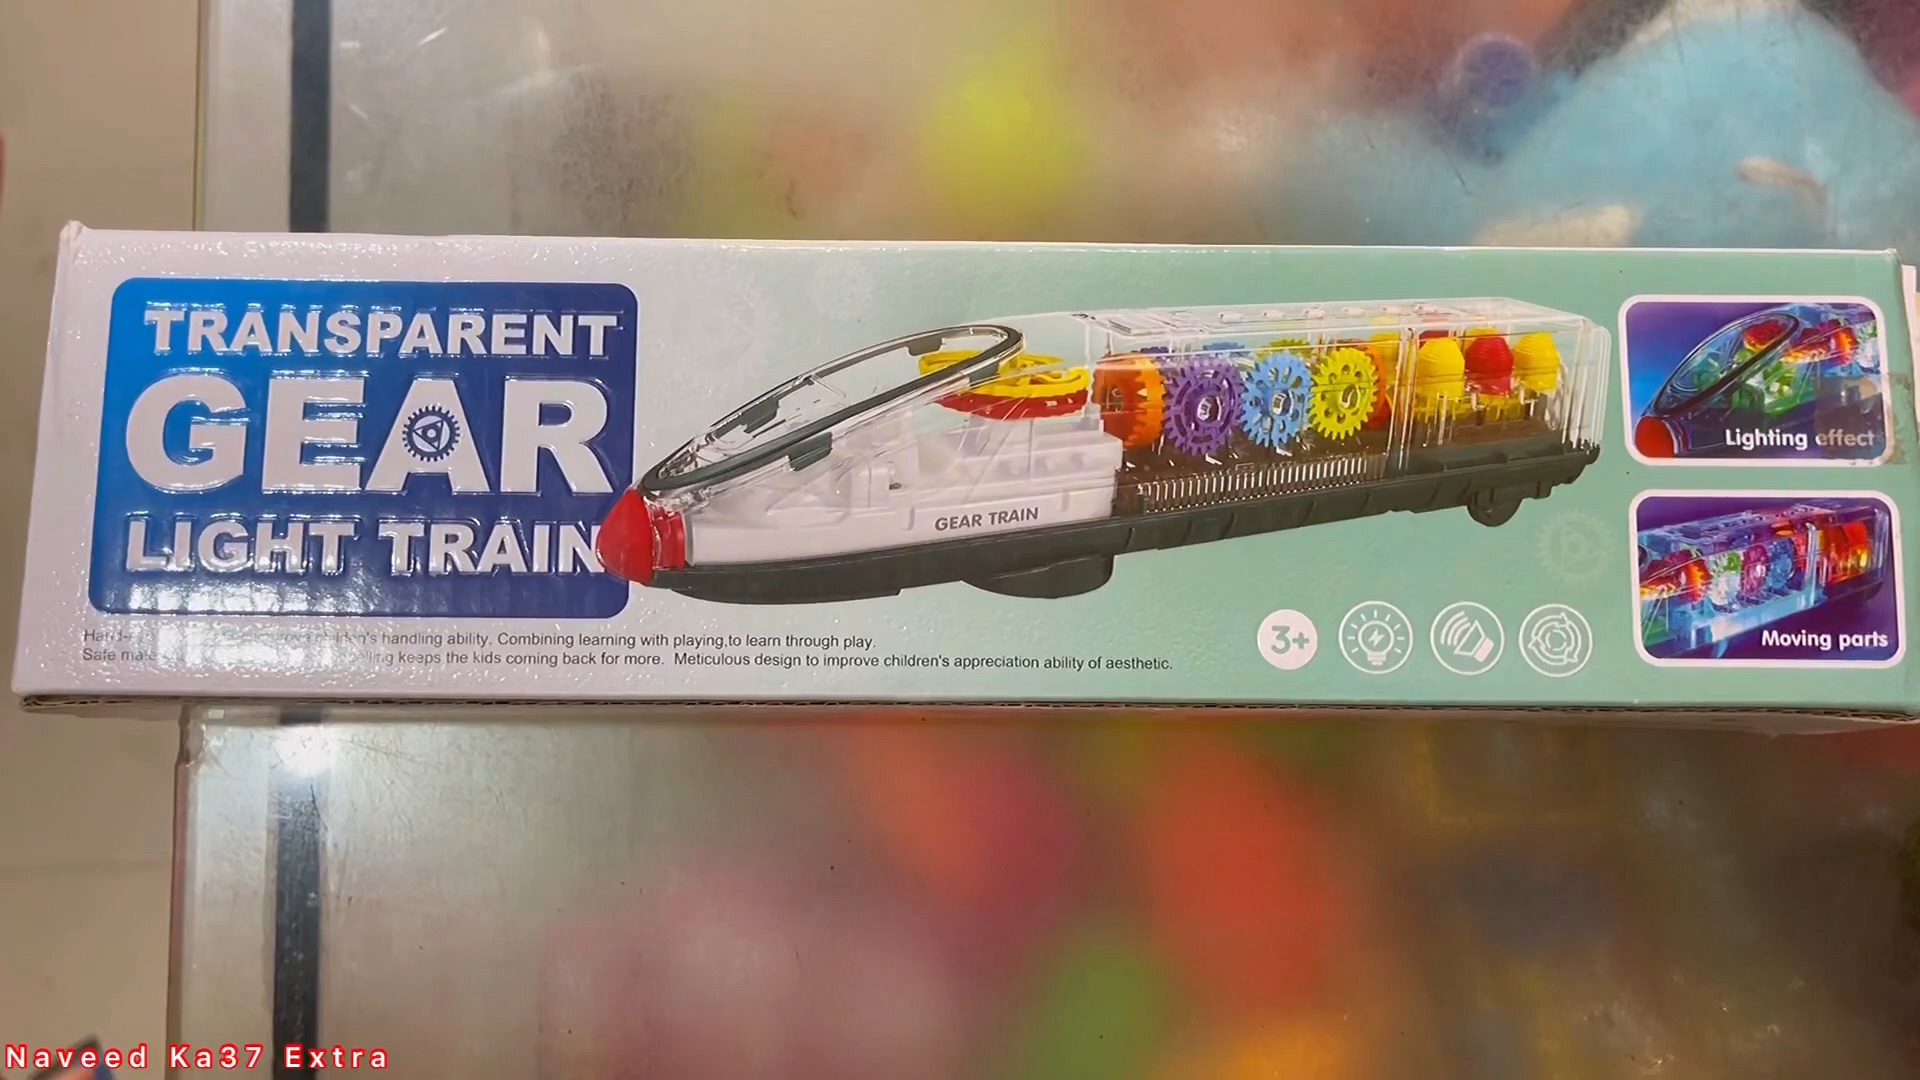 TRANSPARENT
GEAR
LIGHT TRAIN
GEAR TRAIN
Lighting effect
Moving parts
children's handling ability. Combining learning with playing,to learn through play.
Safe keeps the kids coming back for more. Meticulous design to improve children's appreciation ability of aesthetic.
3+
Naveed Ka37 Extra